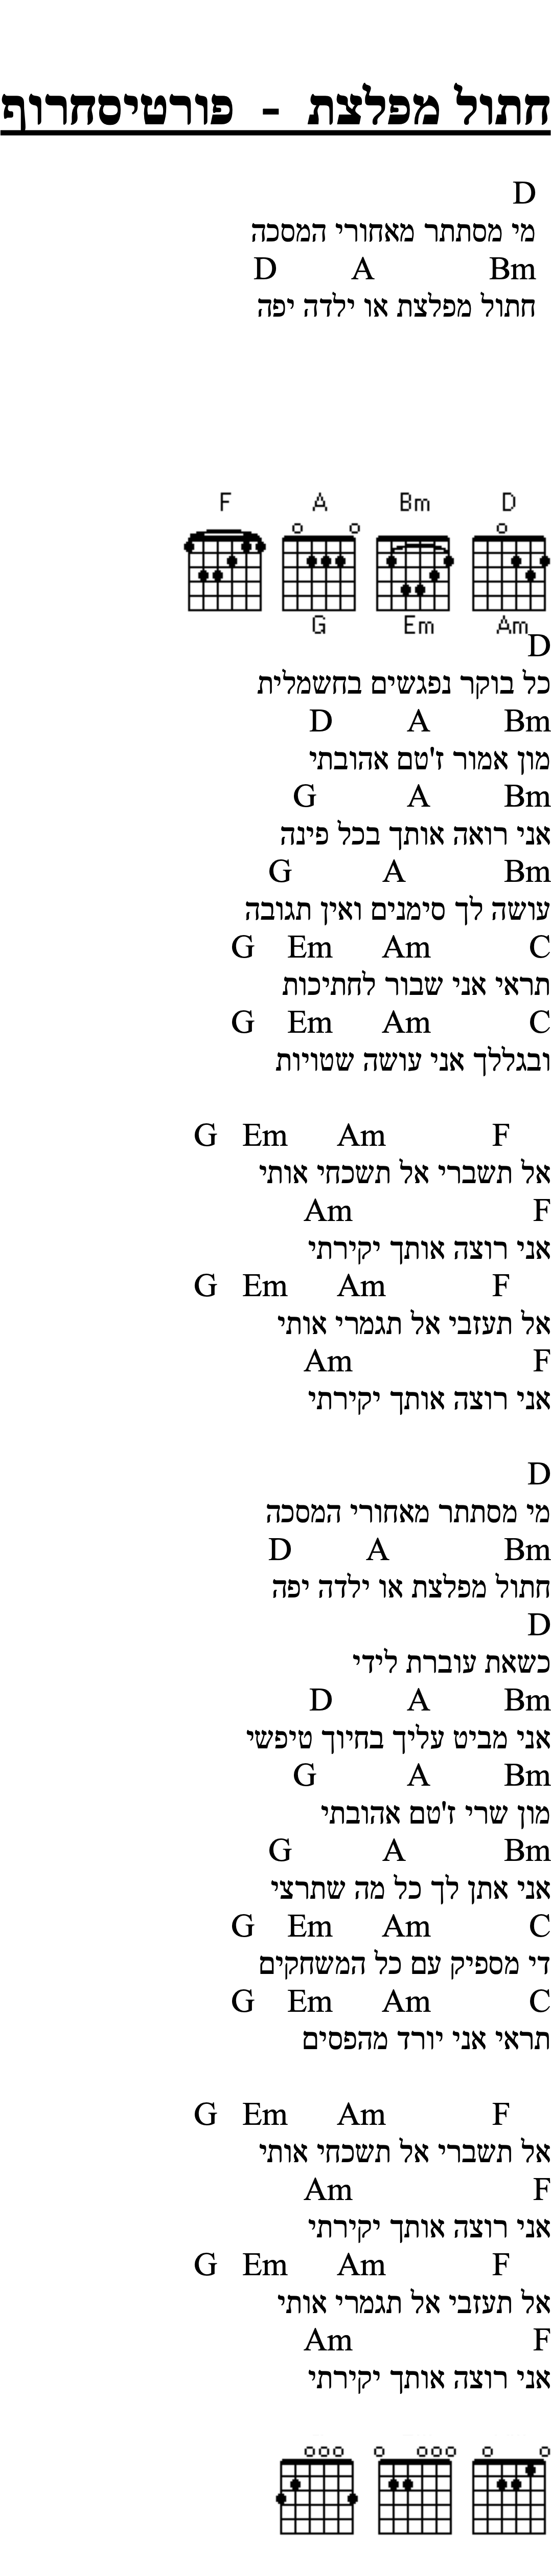 חתול מפלצת - פורטיסחרוף
D
מי מסתתר מאחורי המסכה
D A Bm
חתול מפלצת או ילדה יפה
F A Bm D
G Em Am
D
כל בוקר נפגשים בחשמלית
D A Bm
מון אמור ז'טם אהובתי
G A Bm
אני רואה אותך בכל פינה
G A Bm
עושה לך סימנים ואין תגובה
G Em Am C
תראי אני שבור לחתיכות
G Em Am C
ובגללך אני עושה שטויות
G Em Am F
אל תשברי אל תשכחי אותי
Am F
אני רוצה אותך יקירתי
G Em Am F
אל תעזבי אל תגמרי אותי
Am F
אני רוצה אותך יקירתי
D
מי מסתתר מאחורי המסכה
D A Bm
חתול מפלצת או ילדה יפה
D
כשאת עוברת לידי
D A Bm
אני מביט עליך בחיוך טיפשי
G A Bm
מון שרי ז'טם אהובתי
G A Bm
אני אתן לך כל מה שתרצי
G Em Am C
די מספיק עם כל המשחקים
G Em Am C
תראי אני יורד מהפסים
G Em Am F
אל תשברי אל תשכחי אותי
Am F
אני רוצה אותך יקירתי
G Em Am F
אל תעזבי אל תגמרי אותי
Am F
אני רוצה אותך יקירתי